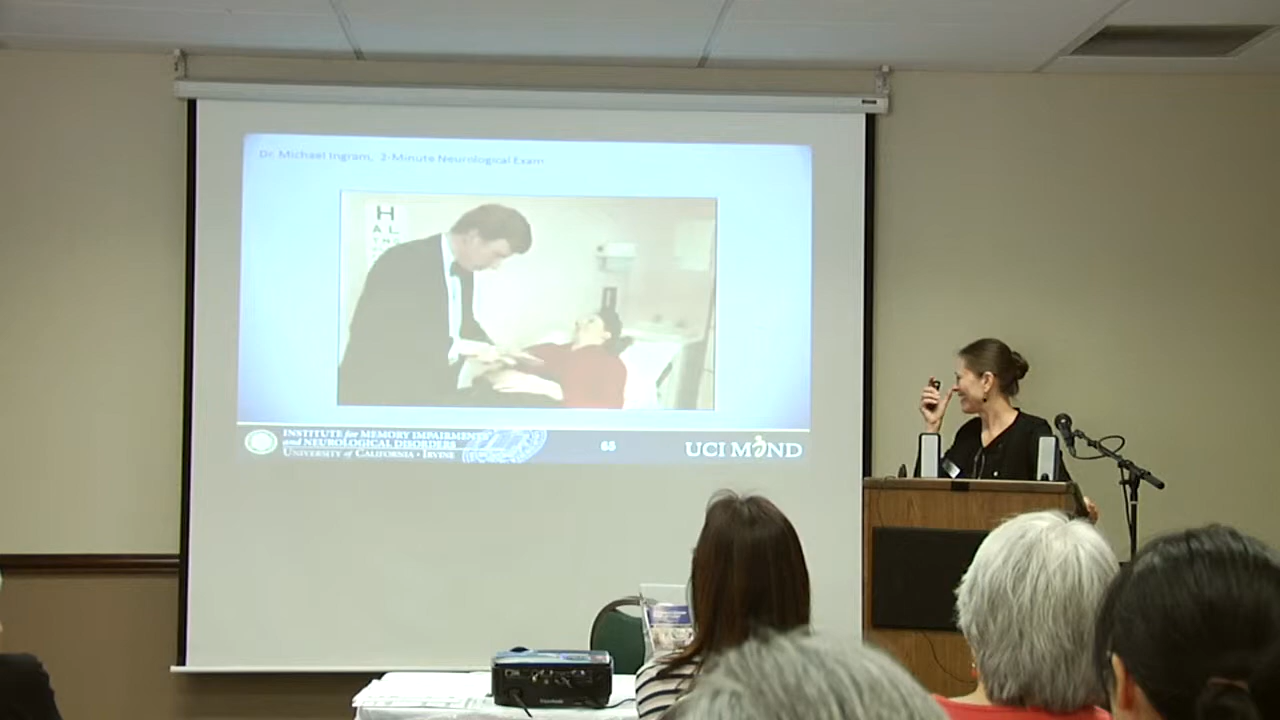 Dr. Michael Ingram, 2-Minute Neurological Exam
H
A L
INSTITUTE for MEMORY IMPAIRMENTS
and NEUROLOGICAL DISORDERS
UNIVERSITY of CALIFORNIA • IRVINE
65
UCI MIND